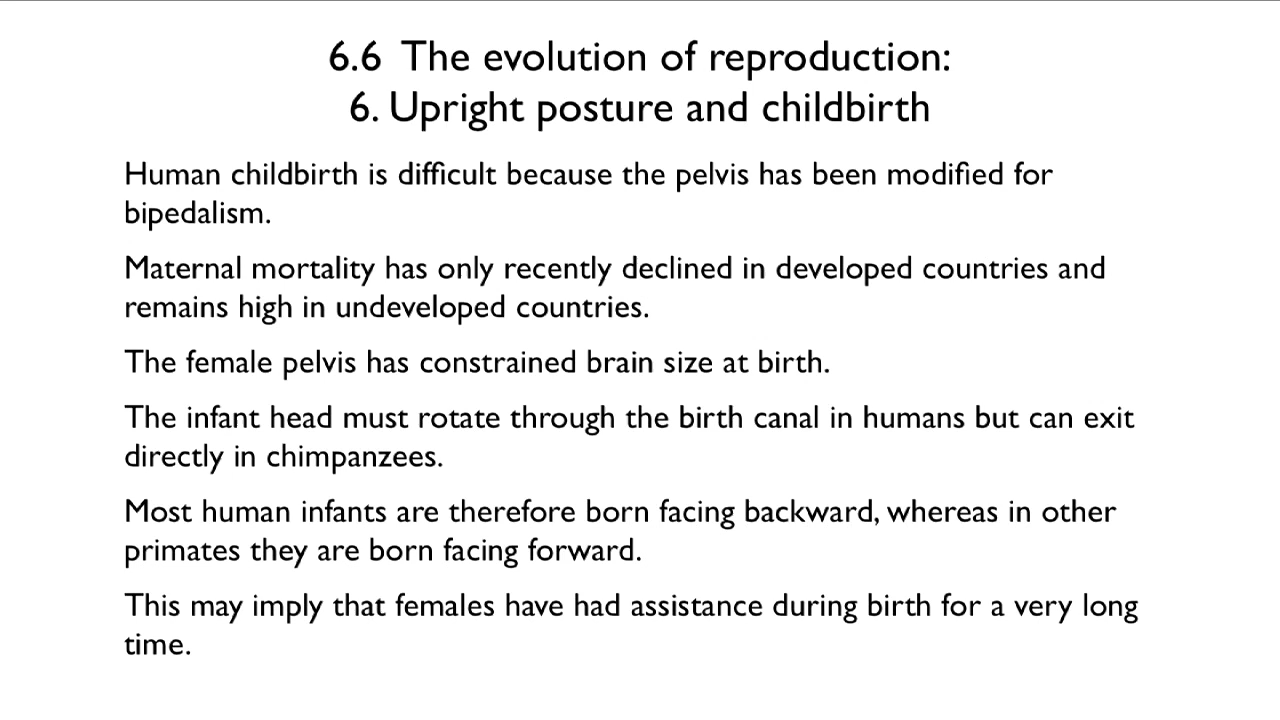 6.6 The evolution of reproduction:
6. Upright posture and childbirth
Human childbirth is difficult because the pelvis has been modified for
bipedalism.
Maternal mortality has only recently declined in developed countries and
remains high in undeveloped countries.
The female pelvis has constrained brain size at birth.
The infant head must rotate through the birth canal in humans but can exit
directly in chimpanzees.
Most human infants are therefore born facing backward, whereas in other
primates they are born facing forward.
This may imply that females have had assistance during birth for a very long
time.